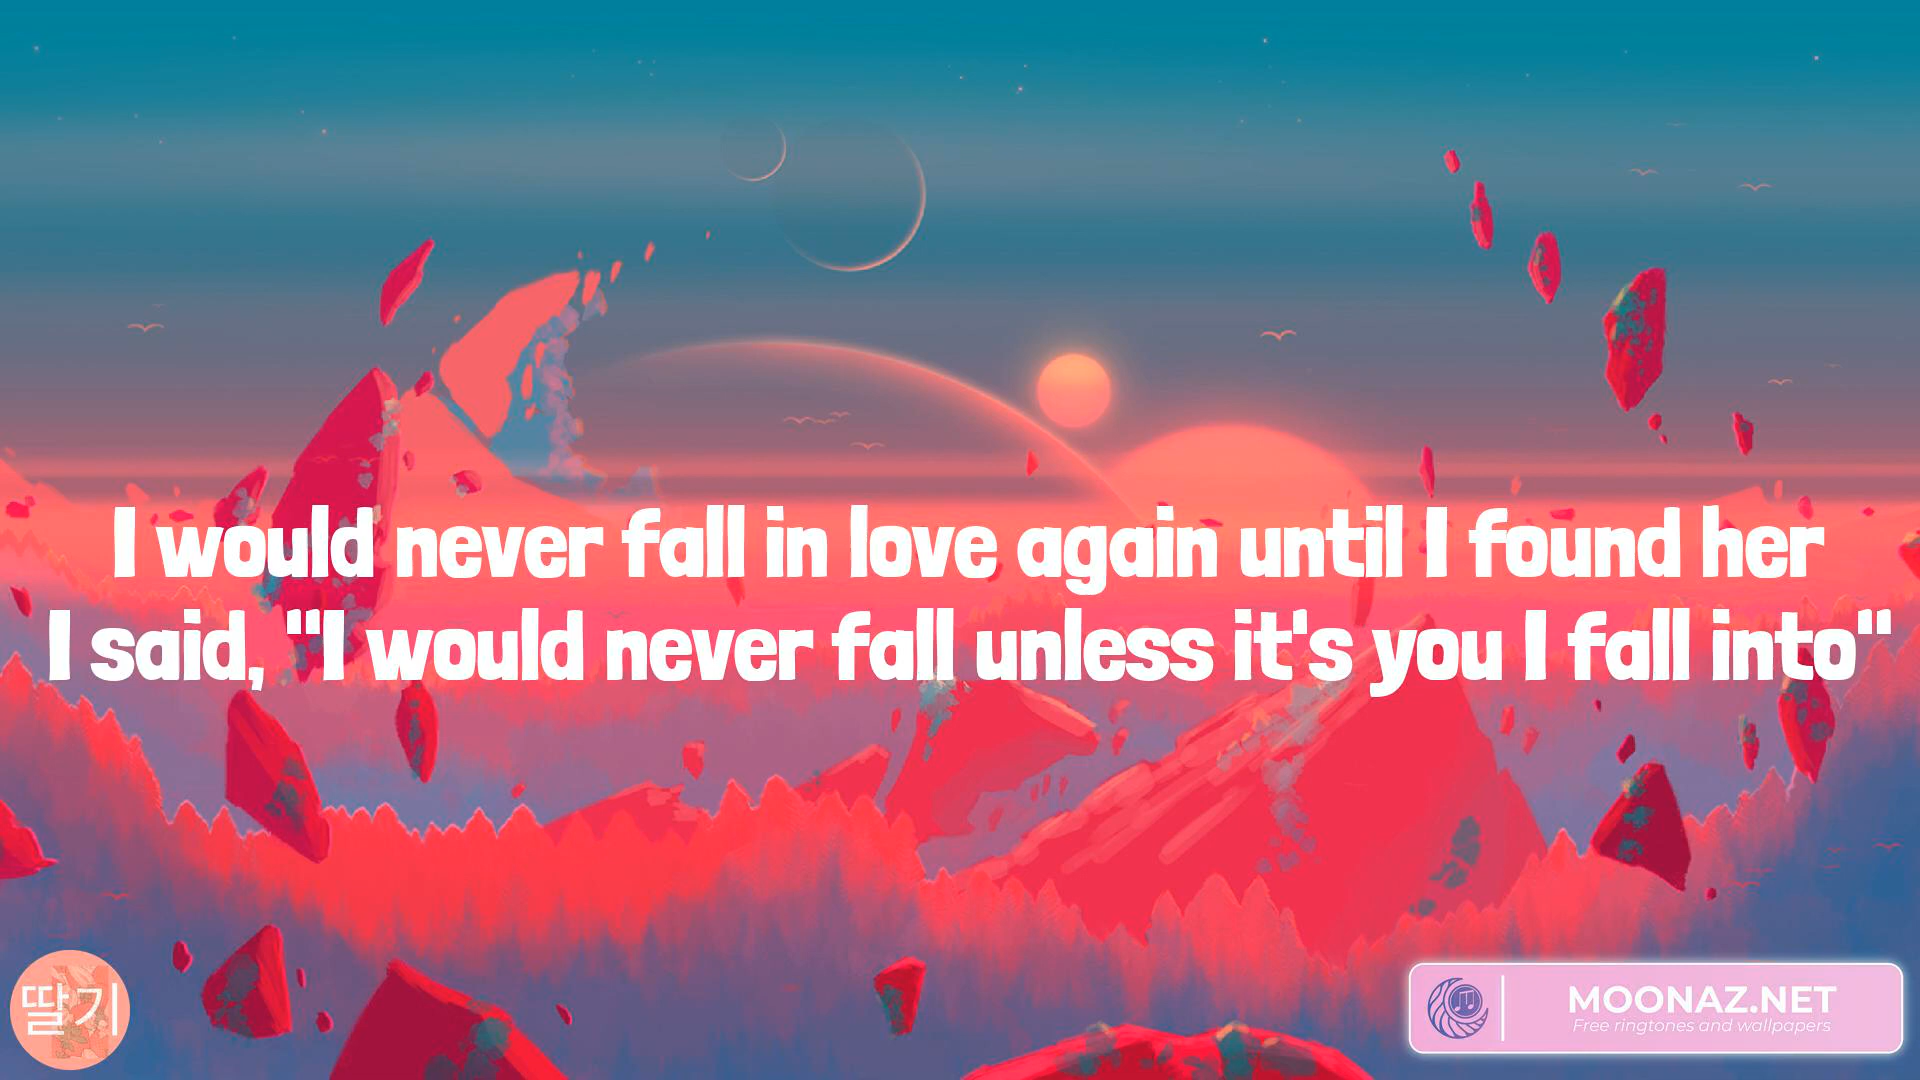 I would never fall in love again until I found her
I said, "I would never fall unless it's you I fall into"
딸기
MOONAZ.NET
Free ringtones and wallpapers